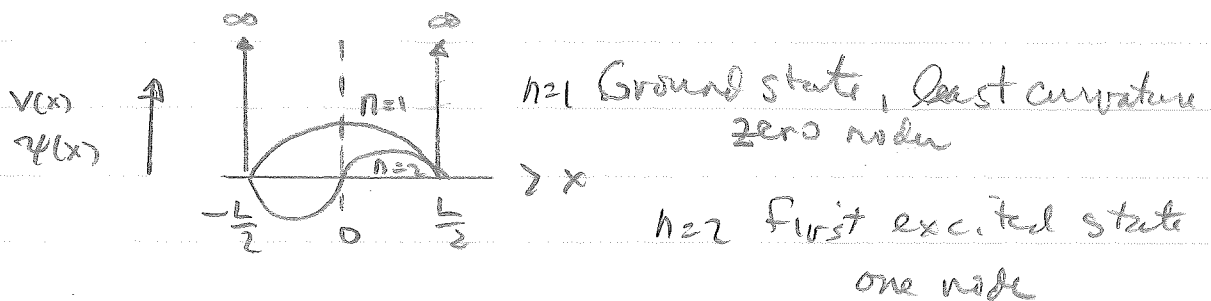 ∞ ∞
V(x)
ψ(x)
n=1
n=2
-L/2 0 L/2
> x
n=1 Ground state, least curvature
zero nodes
n=2 First excited state
one node